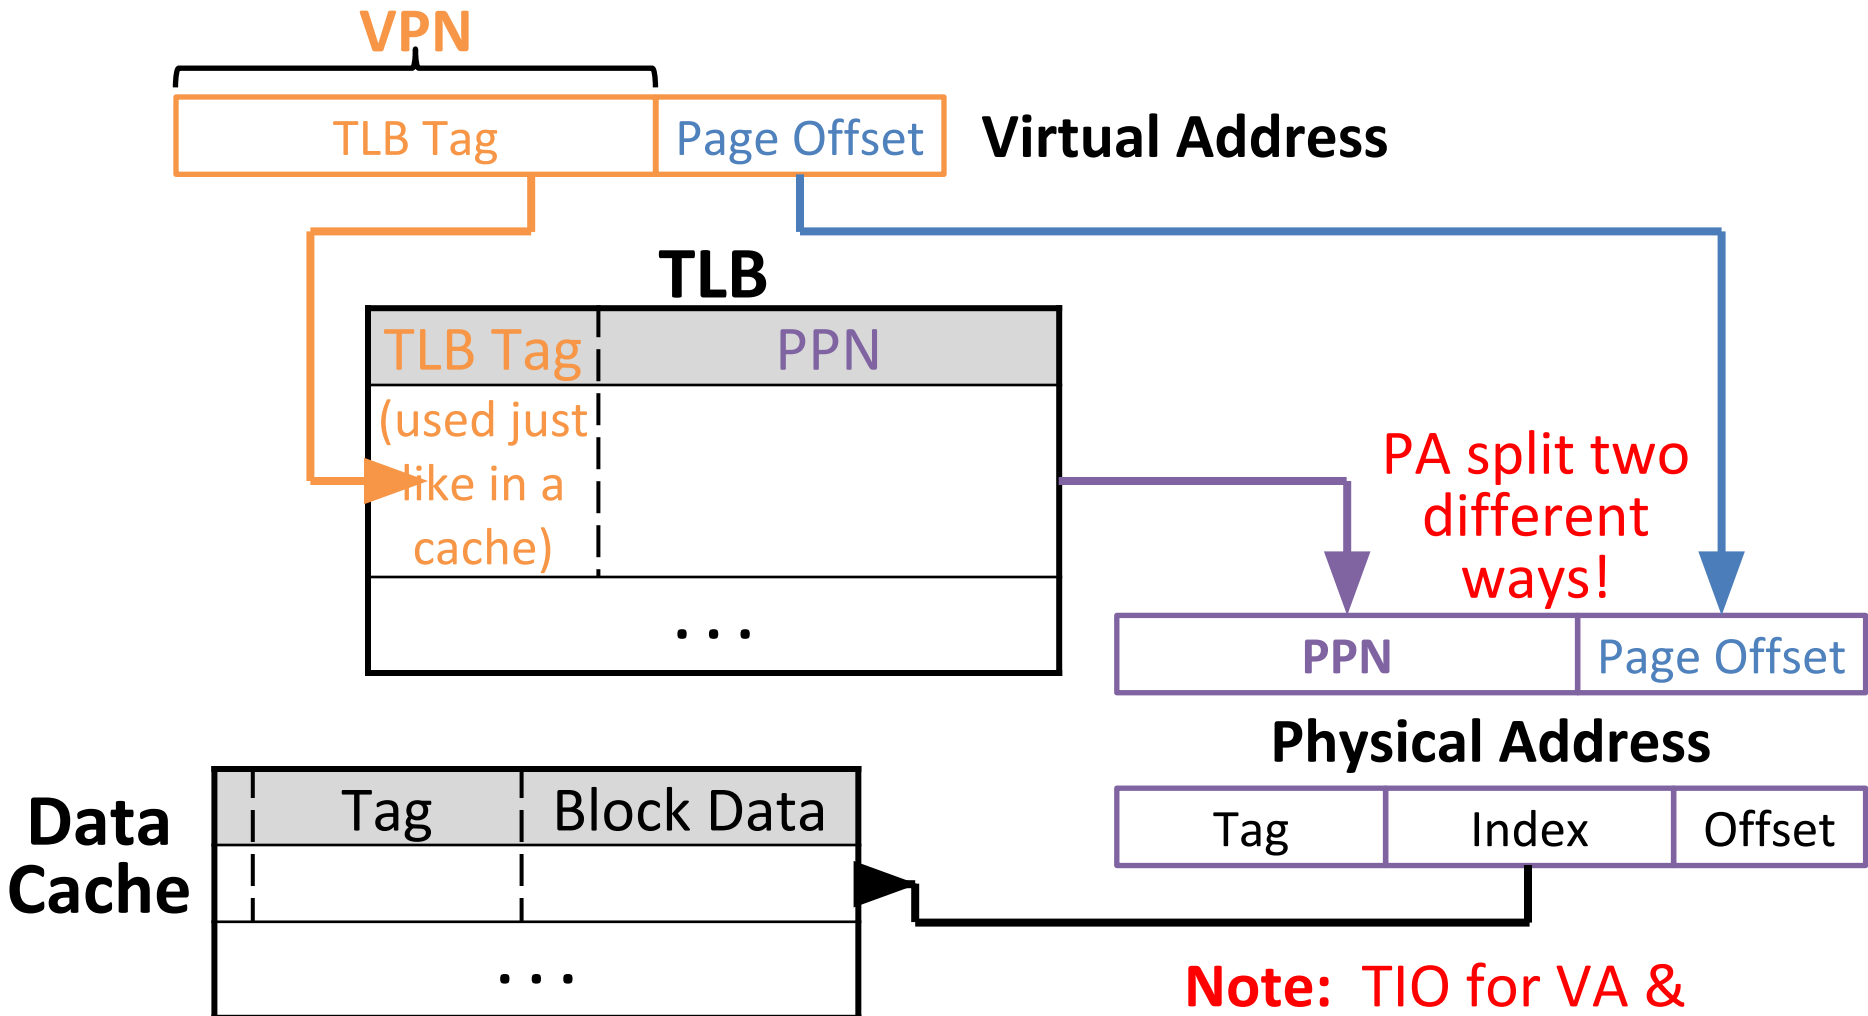 VPN
TLB Tag Page Offset Virtual Address
TLB
TLB Tag PPN
(used just
like in a
cache)
...
PA split two
different
ways!
PPN Page Offset
Physical Address
Tag Index Offset
Data
Cache
Tag Block Data
...
Note: TIO for VA &